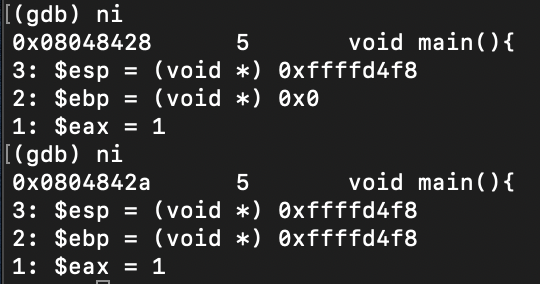 (gdb) ni
0x08048428 5 void main(){
3: $esp = (void *) 0xffffd4f8
2: $ebp = (void *) 0x0
1: $eax = 1
(gdb) ni
0x0804842a 5 void main(){
3: $esp = (void *) 0xffffd4f8
2: $ebp = (void *) 0xffffd4f8
1: $eax = 1